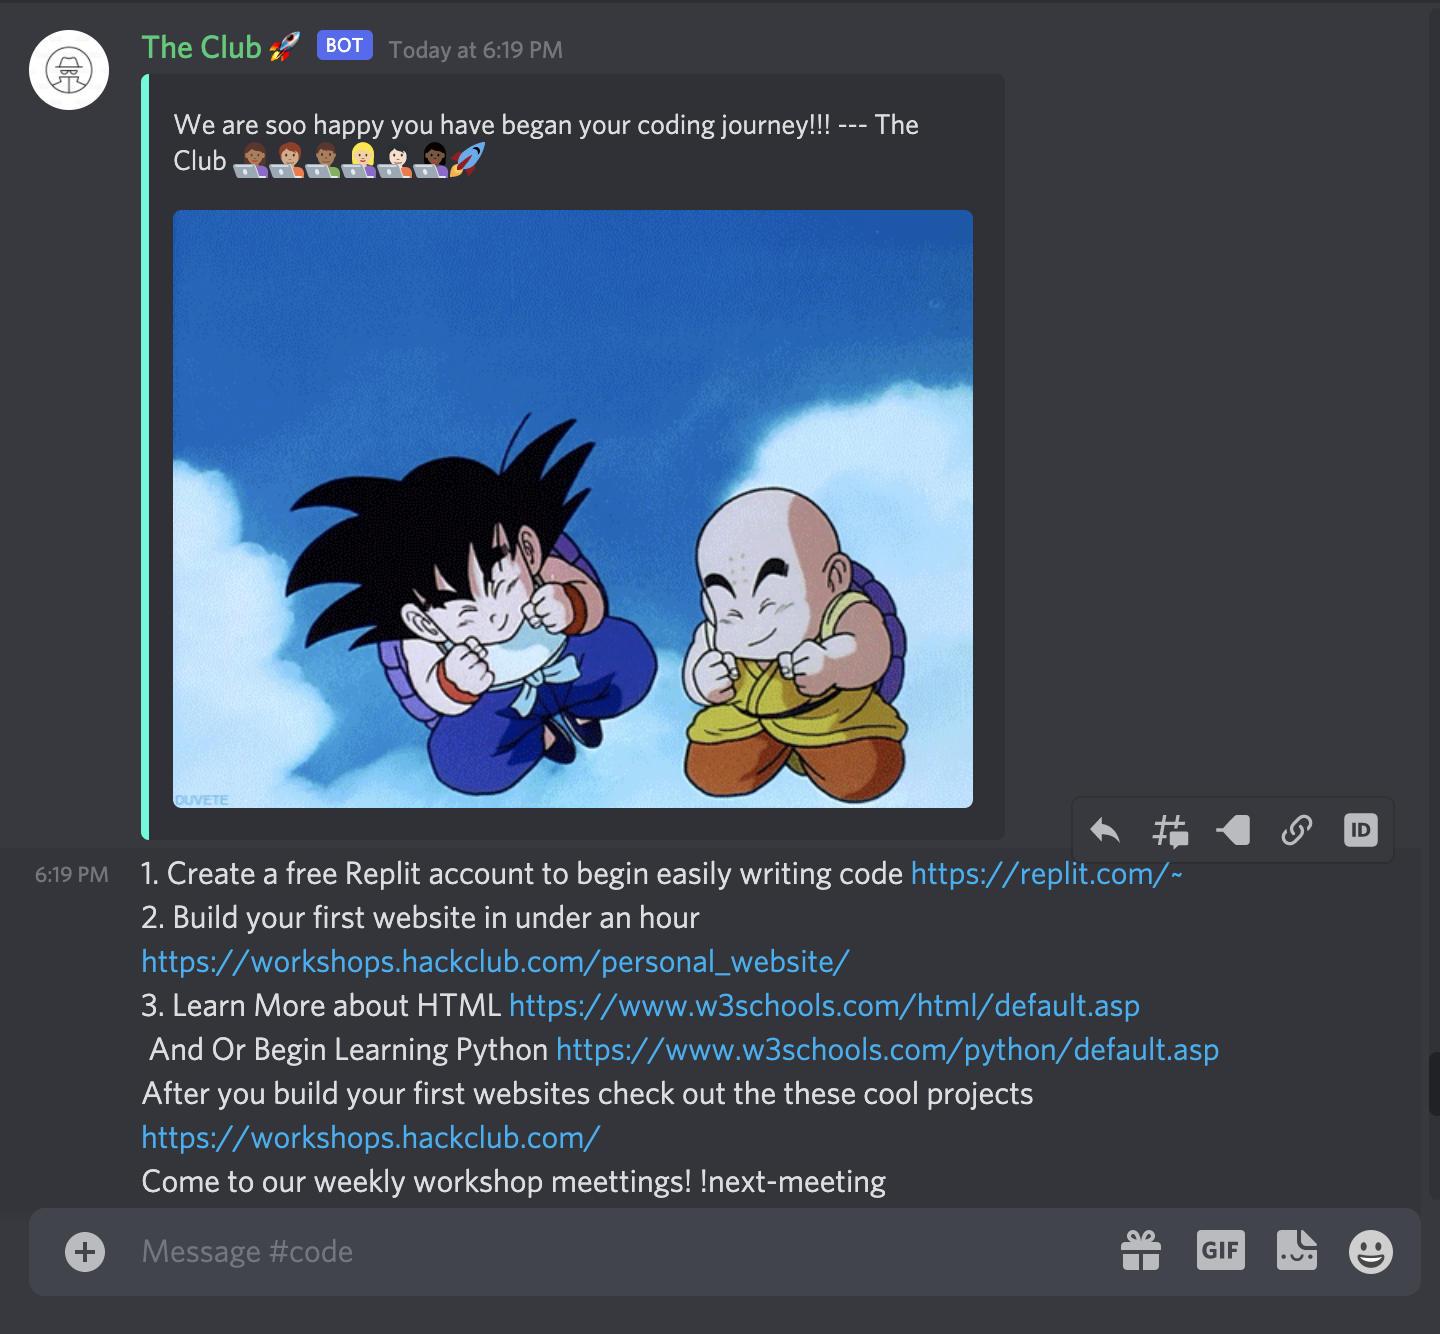 The Club 🚀 BOT Today at 6:19 PM
We are soo happy you have began your coding journey!!! --- The
Club 👩🏾‍💻🧑🏽‍💻👨🏾‍💻👩🏼‍💻🧑🏻‍💻👩🏿‍💻🚀
DUVETE
6:19 PM 1. Create a free Replit account to begin easily writing code https://replit.com/~
2. Build your first website in under an hour
https://workshops.hackclub.com/personal_website/
3. Learn More about HTML https://www.w3schools.com/html/default.asp
And Or Begin Learning Python https://www.w3schools.com/python/default.asp
After you build your first websites check out the these cool projects
https://workshops.hackclub.com/
Come to our weekly workshop meettings! !next-meeting
ID
Message #code
GIF